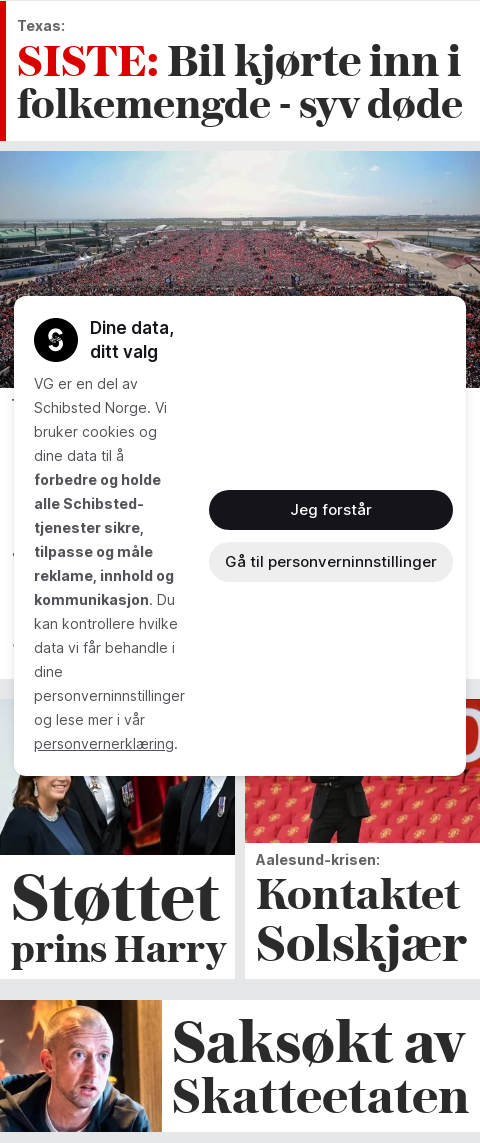 Texas:
SISTE: Bil kjørte inn i
folkemengde - syv døde
Dine data,
ditt valg
VG er en del av
Schibsted Norge. Vi
bruker cookies og
dine data til å
forbedre og holde
alle Schibsted-
tjenester sikre,
tilpasse og måle
reklame, innhold og
kommunikasjon. Du
kan kontrollere hvilke
data vi får behandle i
dine
personverninnstillinger
og lese mer i vår
personvernerklæring.
Jeg forstår
Gå til personverninnstillinger
Støttet
prins Harry
Aalesund-krisen:
Kontaktet
Solskjær
Saksøkt av
Skatteetaten